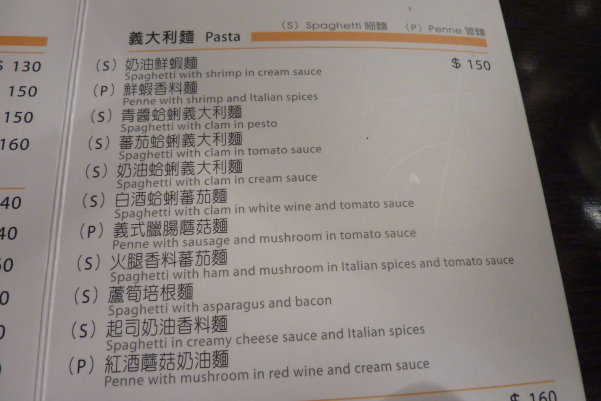 (S) Spaghetti 細麵 (P) Penne 管麵
義大利麵 Pasta
(S) 奶油鮮蝦麵 $ 150
Spaghetti with shrimp in cream sauce
(P) 鮮蝦香料麵
Penne with shrimp and Italian spices
(S) 青醬蛤蜊義大利麵
Spaghetti with clam in pesto
(S) 蕃茄蛤蜊義大利麵
Spaghetti with clam in tomato sauce
(S) 奶油蛤蜊義大利麵
Spaghetti with clam in cream sauce
(S) 白酒蛤蜊蕃茄麵
Spaghetti with clam in white wine and tomato sauce
(P) 義式臘腸蘑菇麵
Penne with sausage and mushroom in tomato sauce
(S) 火腿香料蕃茄麵
Spaghetti with ham and mushroom in Italian spices and tomato sauce
(S) 蘆筍培根麵
Spaghetti with asparagus and bacon
(S) 起司奶油香料麵
Spaghetti in creamy cheese sauce and Italian spices
(P) 紅酒蘑菇奶油麵
Penne with mushroom in red wine and cream sauce
$ 160
$ 130
150
150
160
40
40
50
0
0